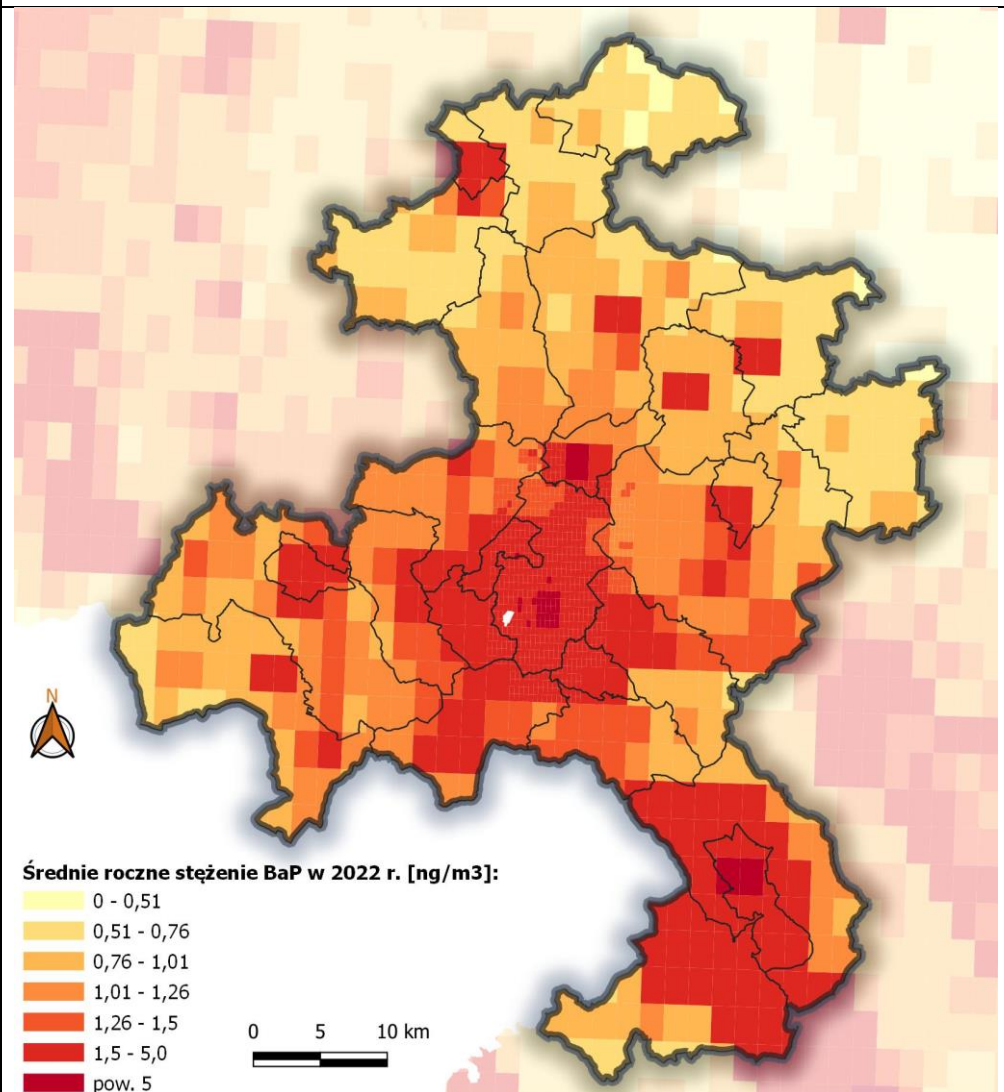 N
Średnie roczne stężenie BaP w 2022 r. [ng/m3]:
0 - 0,51
0,51 - 0,76
0,76 - 1,01
1,01 - 1,26
1,26 - 1,5
1,5 - 5,0
pow. 5
0 5 10 km